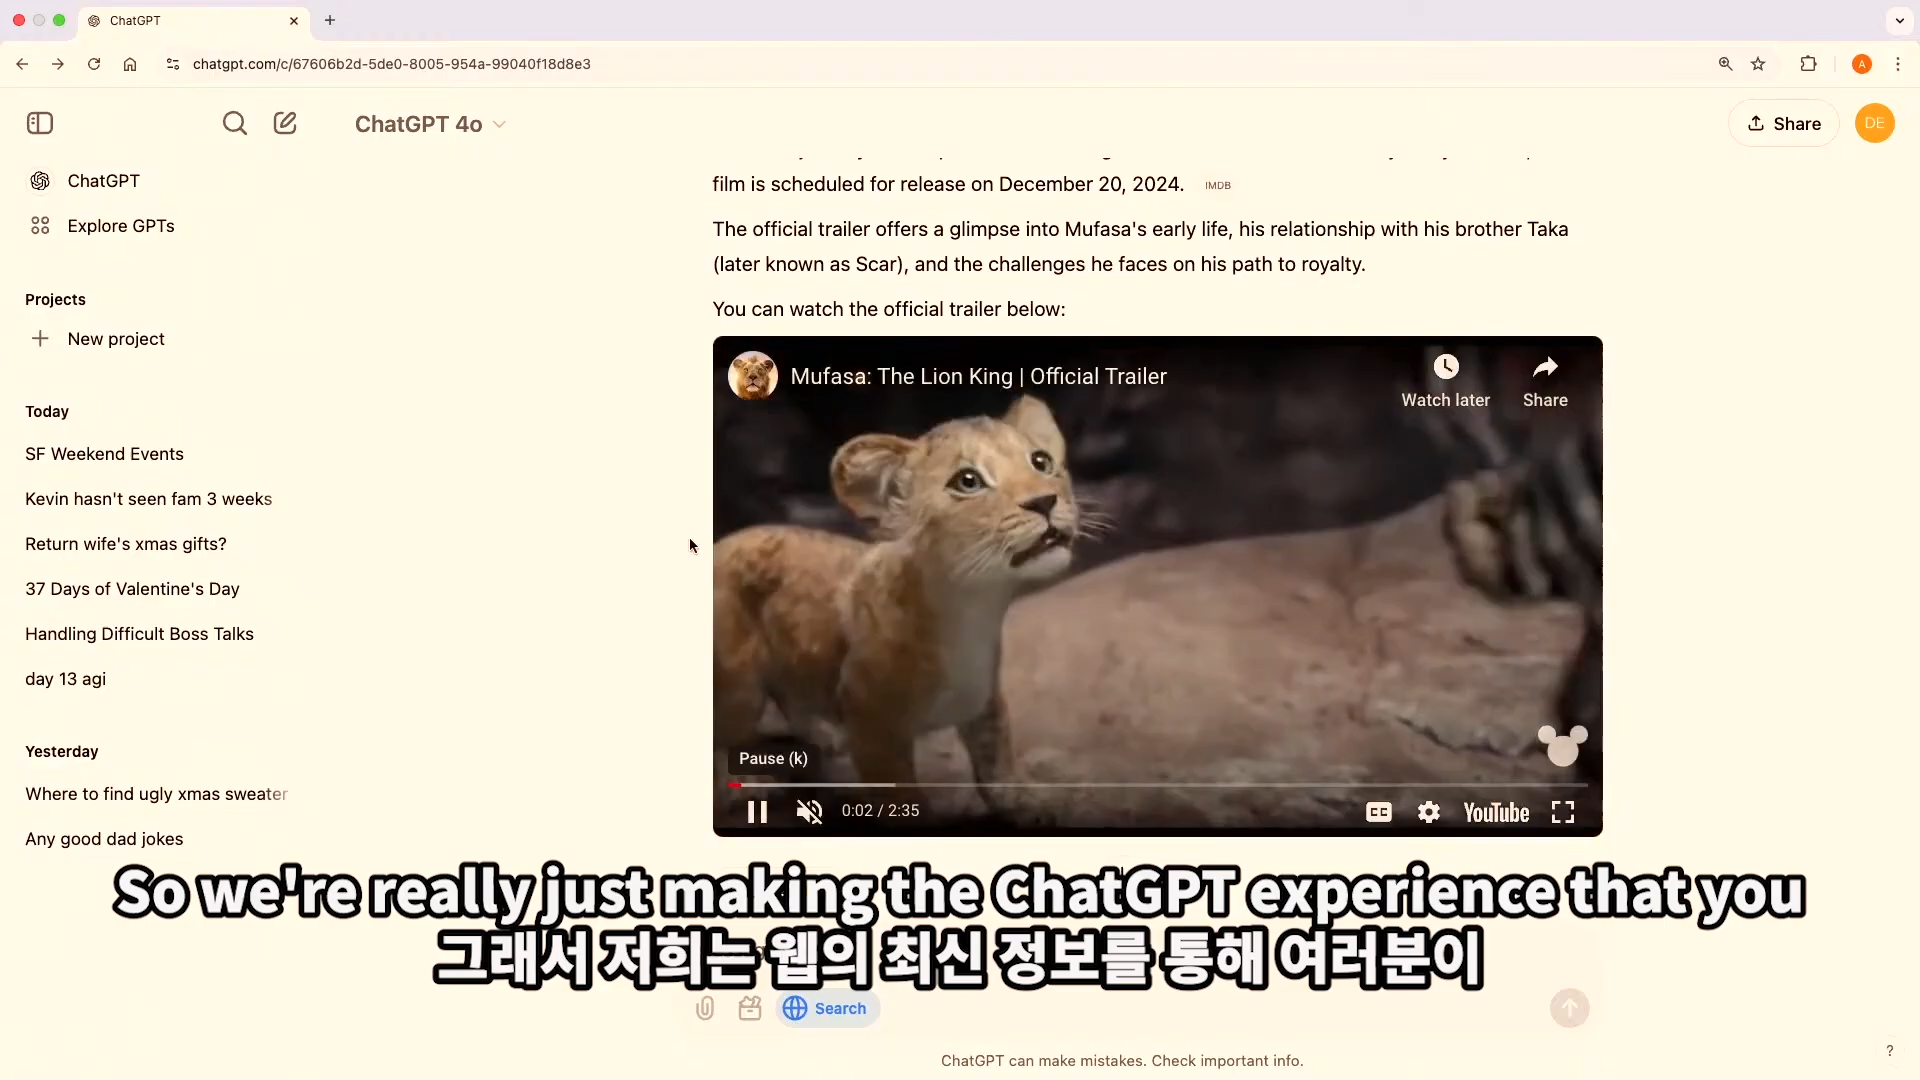 ChatGPT
chatgpt.com/c/67606b2d-5de0-8005-954a-99040f18d8e3
A
ChatGPT 4o
Share
DE
ChatGPT
Explore GPTs
Projects
New project
Today
SF Weekend Events
Kevin hasn't seen fam 3 weeks
Return wife's xmas gifts?
37 Days of Valentine's Day
Handling Difficult Boss Talks
day 13 agi
Yesterday
Where to find ugly xmas sweater
Any good dad jokes
film is scheduled for release on December 20, 2024. IMDB
The official trailer offers a glimpse into Mufasa's early life, his relationship with his brother Taka
(later known as Scar), and the challenges he faces on his path to royalty.
You can watch the official trailer below:
Mufasa: The Lion King | Official Trailer
Watch later
Share
Pause (k)
0:02 / 2:35
CC
YouTube
So we're really just making the ChatGPT experience that you
그래서 저희는 웹의 최신 정보를 통해 여러분이
Search
ChatGPT can make mistakes. Check important info.
?